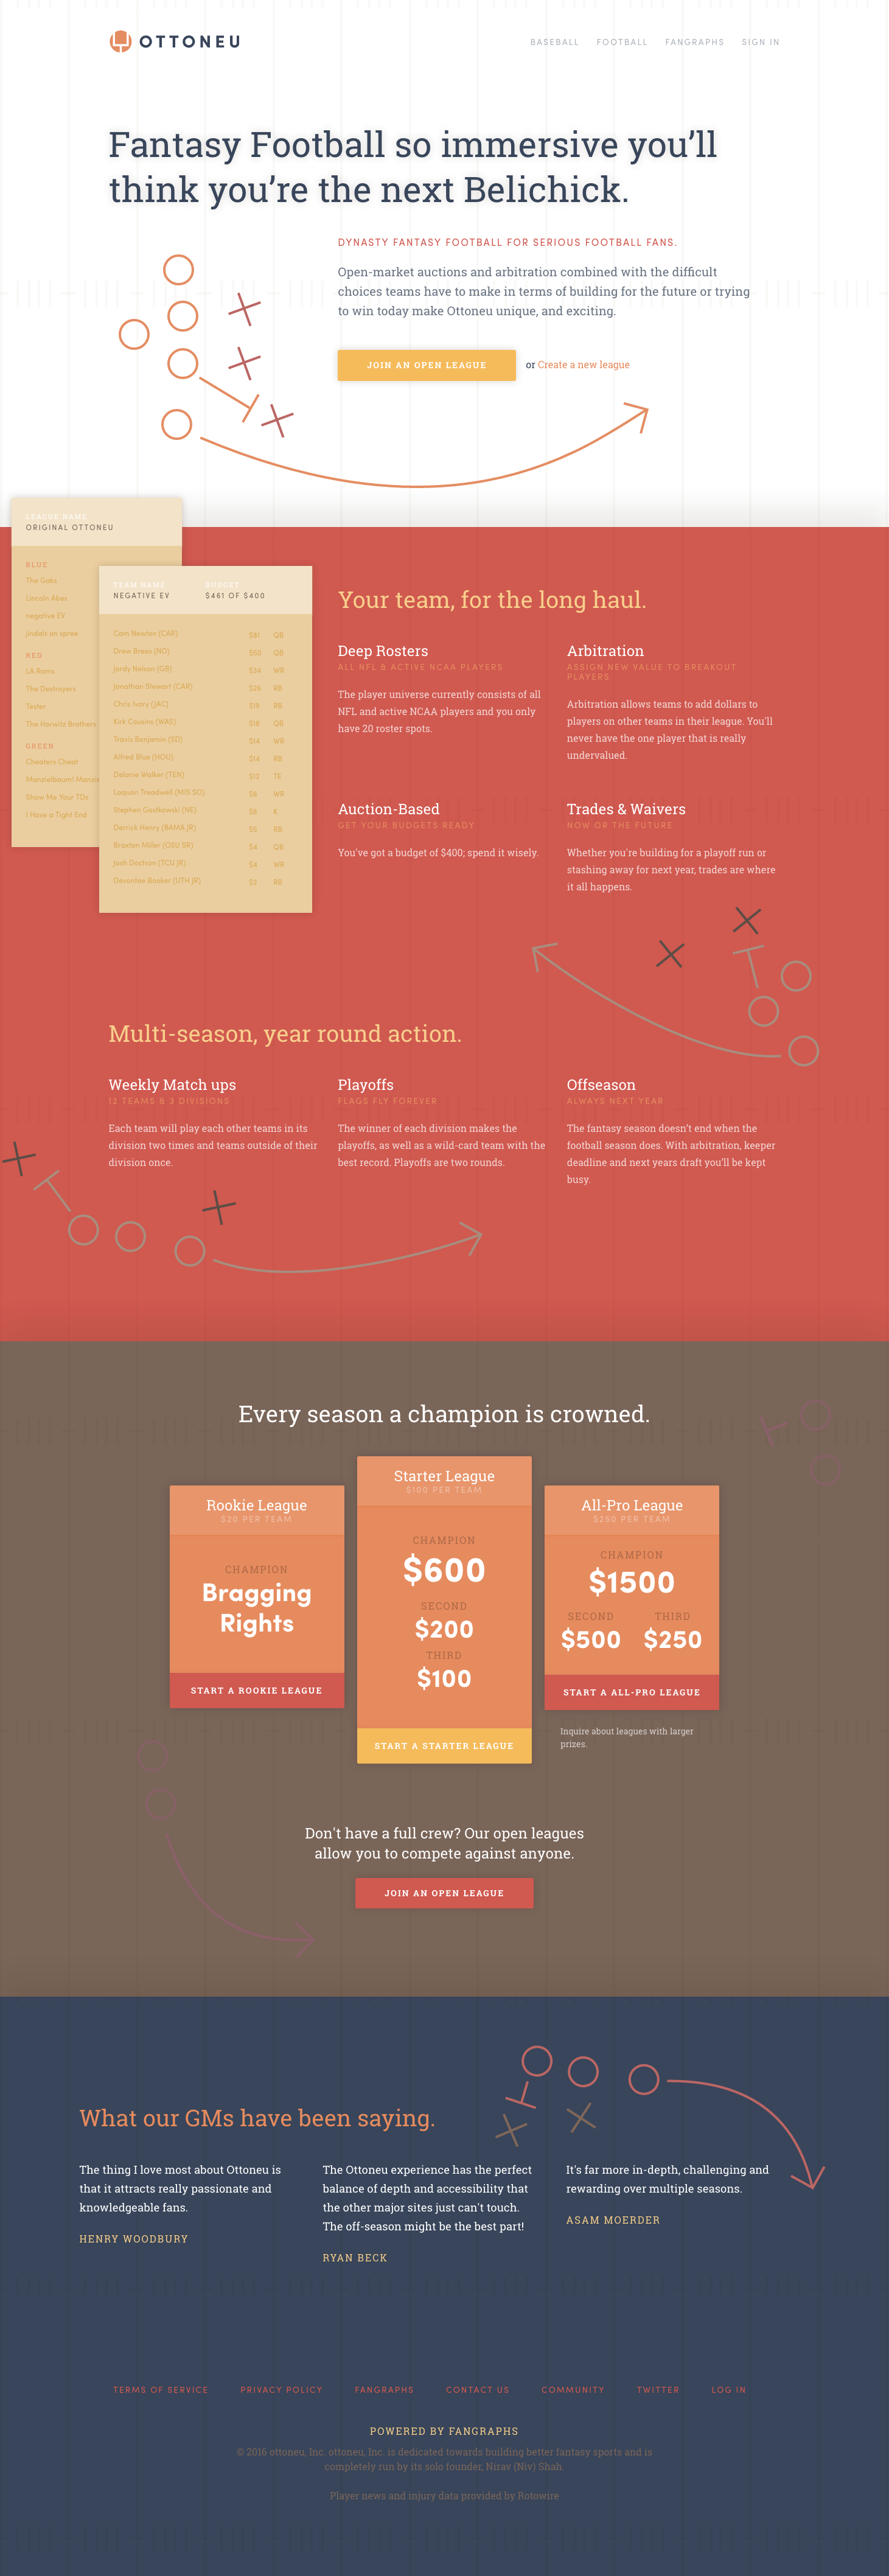 OTTONEU
BASEBALL FOOTBALL FANGRAPHS SIGN IN
Fantasy Football so immersive you’ll
think you’re the next Belichick.
DYNASTY FANTASY FOOTBALL FOR SERIOUS FOOTBALL FANS.
Open-market auctions and arbitration combined with the difficult
choices teams have to make in terms of building for the future or trying
to win today make Ottoneu unique, and exciting.
JOIN AN OPEN LEAGUE
or Create a new league
LEAGUE NAME
ORIGINAL OTTONEU
BLUE
The Gaks
Lincoln Abes
negative EV
jindals on spree
RED
LA Rams
The Destroyers
Tester
The Horwitz Brothers
GREEN
Cheaters Cheat
Manzielbaum! Manzie
Show Me Your TDs
I Have a Tight End
TEAM NAME BUDGET
NEGATIVE EV $461 OF $400
Cam Newton (CAR) $81 QB
Drew Brees (NO) $50 QB
Jordy Nelson (GB) $34 WR
Jonathan Stewart (CAR) $26 RB
Chris Ivory (JAC) $19 RB
Kirk Cousins (WAS) $18 QB
Travis Benjamin (SD) $14 WR
Alfred Blue (HOU) $14 RB
Delanie Walker (TEN) $12 TE
Laquon Treadwell (MIS SO) $8 WR
Stephen Gostkowski (NE) $8 K
Derrick Henry (BAMA JR) $5 RB
Braxton Miller (OSU SR) $4 QB
Josh Doctson (TCU JR) $4 WR
Devontae Booker (UTH JR) $3 RB
Your team, for the long haul.
Deep Rosters
ALL NFL & ACTIVE NCAA PLAYERS
The player universe currently consists of all
NFL and active NCAA players and you only
have 20 roster spots.
Arbitration
ASSIGN NEW VALUE TO BREAKOUT
PLAYERS
Arbitration allows teams to add dollars to
players on other teams in their league. You'll
never have the one player that is really
undervalued.
Auction-Based
GET YOUR BUDGETS READY
You've got a budget of $400; spend it wisely.
Trades & Waivers
NOW OR THE FUTURE
Whether you're building for a playoff run or
stashing away for next year, trades are where
it all happens.
Multi-season, year round action.
Weekly Match ups
12 TEAMS & 3 DIVISIONS
Each team will play each other teams in its
division two times and teams outside of their
division once.
Playoffs
FLAGS FLY FOREVER
The winner of each division makes the
playoffs, as well as a wild-card team with the
best record. Playoffs are two rounds.
Offseason
ALWAYS NEXT YEAR
The fantasy season doesn’t end when the
football season does. With arbitration, keeper
deadline and next years draft you’ll be kept
busy.
Every season a champion is crowned.
Rookie League
$20 PER TEAM
CHAMPION
Bragging
Rights
START A ROOKIE LEAGUE
Starter League
$100 PER TEAM
CHAMPION
$600
SECOND
$200
THIRD
$100
START A STARTER LEAGUE
All-Pro League
$250 PER TEAM
CHAMPION
$1500
SECOND THIRD
$500 $250
START A ALL-PRO LEAGUE
Inquire about leagues with larger
prizes.
Don't have a full crew? Our open leagues
allow you to compete against anyone.
JOIN AN OPEN LEAGUE
What our GMs have been saying.
The thing I love most about Ottoneu is
that it attracts really passionate and
knowledgeable fans.
HENRY WOODBURY
The Ottoneu experience has the perfect
balance of depth and accessibility that
the other major sites just can't touch.
The off-season might be the best part!
RYAN BECK
It's far more in-depth, challenging and
rewarding over multiple seasons.
ASAM MOERDER
TERMS OF SERVICE PRIVACY POLICY FANGRAPHS CONTACT US COMMUNITY TWITTER LOG IN
POWERED BY FANGRAPHS
© 2016 ottoneu, Inc. ottoneu, Inc. is dedicated towards building better fantasy sports and is
completely run by its solo founder, Nirav (Niv) Shah.
Player news and injury data provided by Rotowire